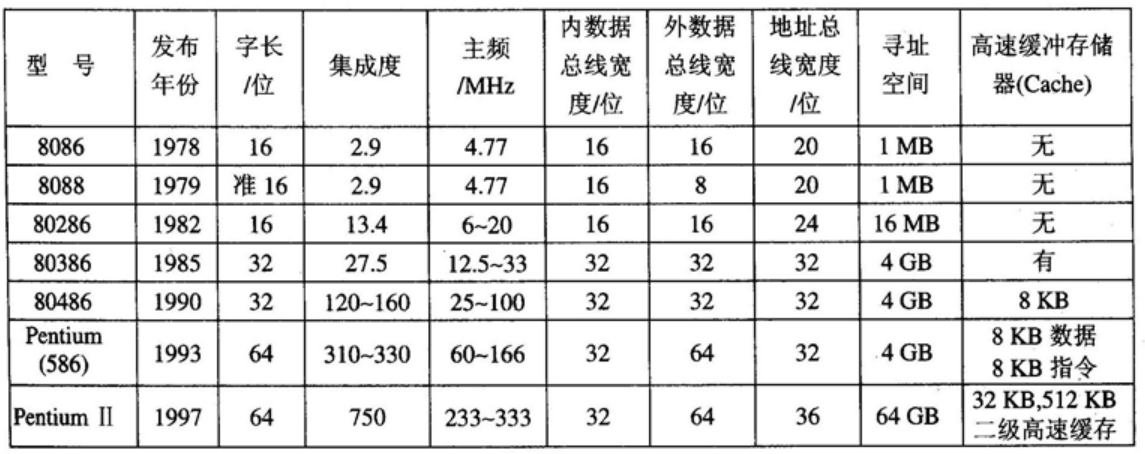 型 号 发布年份 字长/位 集成度 主频/MHz 内数据总线宽度/位 外数据总线宽度/位 地址总线宽度/位 寻址空间 高速缓冲存储器(Cache)
8086 1978 16 2.9 4.77 16 16 20 1 MB 无
8088 1979 准 16 2.9 4.77 16 8 20 1 MB 无
80286 1982 16 13.4 6~20 16 16 24 16 MB 无
80386 1985 32 27.5 12.5~33 32 32 32 4 GB 有
80486 1990 32 120~160 25~100 32 32 32 4 GB 8 KB
Pentium (586) 1993 64 310~330 60~166 32 64 32 4 GB 8 KB 数据 8 KB 指令
Pentium Ⅱ 1997 64 750 233~333 32 64 36 64 GB 32 KB,512 KB 二级高速缓存